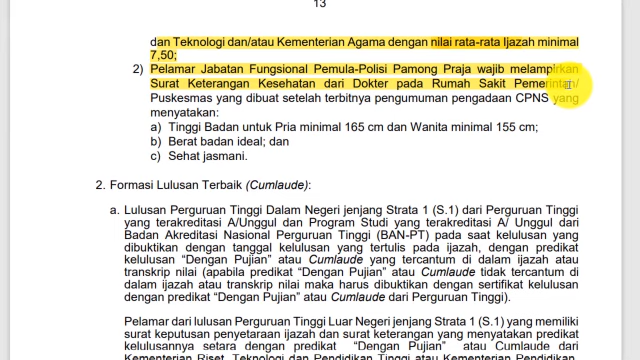 13
dan Teknologi dan/atau Kementerian Agama dengan nilai rata-rata Ijazah minimal
7,50;
2) Pelamar Jabatan Fungsional Pemula-Polisi Pamong Praja wajib melampirkan
Surat Keterangan Kesehatan dari Dokter pada Rumah Sakit Pemerintah/
Puskesmas yang dibuat setelah terbitnya pengumuman pengadaan CPNS yang
menyatakan:
a) Tinggi Badan untuk Pria minimal 165 cm dan Wanita minimal 155 cm;
b) Berat badan ideal; dan
c) Sehat jasmani.
2. Formasi Lulusan Terbaik (Cumlaude):
a. Lulusan Perguruan Tinggi Dalam Negeri jenjang Strata 1 (S.1) dari Perguruan Tinggi
yang terakreditasi A/Unggul dan Program Studi yang terakreditasi A/ Unggul dari
Badan Akreditasi Nasional Perguruan Tinggi (BAN-PT) pada saat kelulusan yang
dibuktikan dengan tanggal kelulusan yang tertulis pada ijazah, dengan predikat
kelulusan “Dengan Pujian” atau Cumlaude yang tercantum di dalam ijazah atau
transkrip nilai (apabila predikat “Dengan Pujian” atau Cumlaude tidak tercantum di
dalam ijazah atau transkrip nilai maka harus dibuktikan dengan sertifikat kelulusan
dengan predikat “Dengan Pujian” atau Cumlaude dari Perguruan Tinggi).
Pelamar dari lulusan Perguruan Tinggi Luar Negeri jenjang Strata 1 (S.1) yang memiliki
surat keputusan penyetaraan ijazah dan surat keterangan yang menyatakan predikat
kelulusannya setara dengan predikat “Dengan Pujian” atau Cumlaude dari
Kementerian Riset, Teknologi dan Pendidikan Tinggi atau Kementerian Pendidikan,